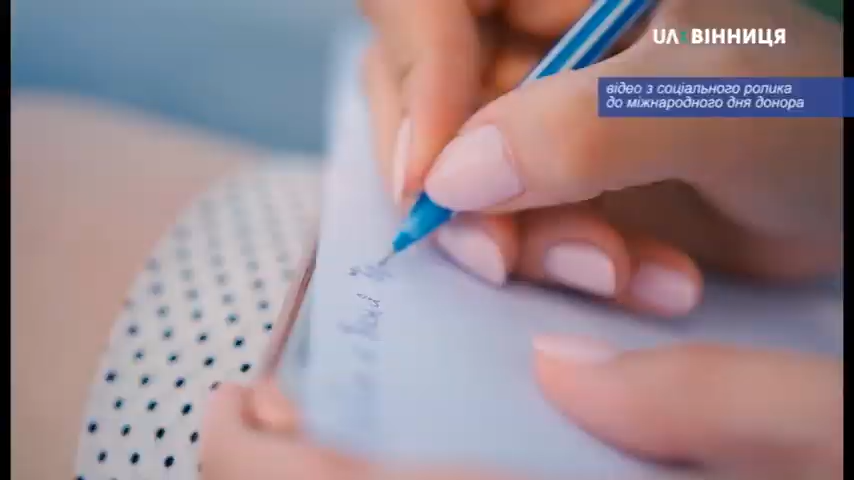 UA:ВІННИЦЯ
відео з соціального ролика
до міжнародного дня донора